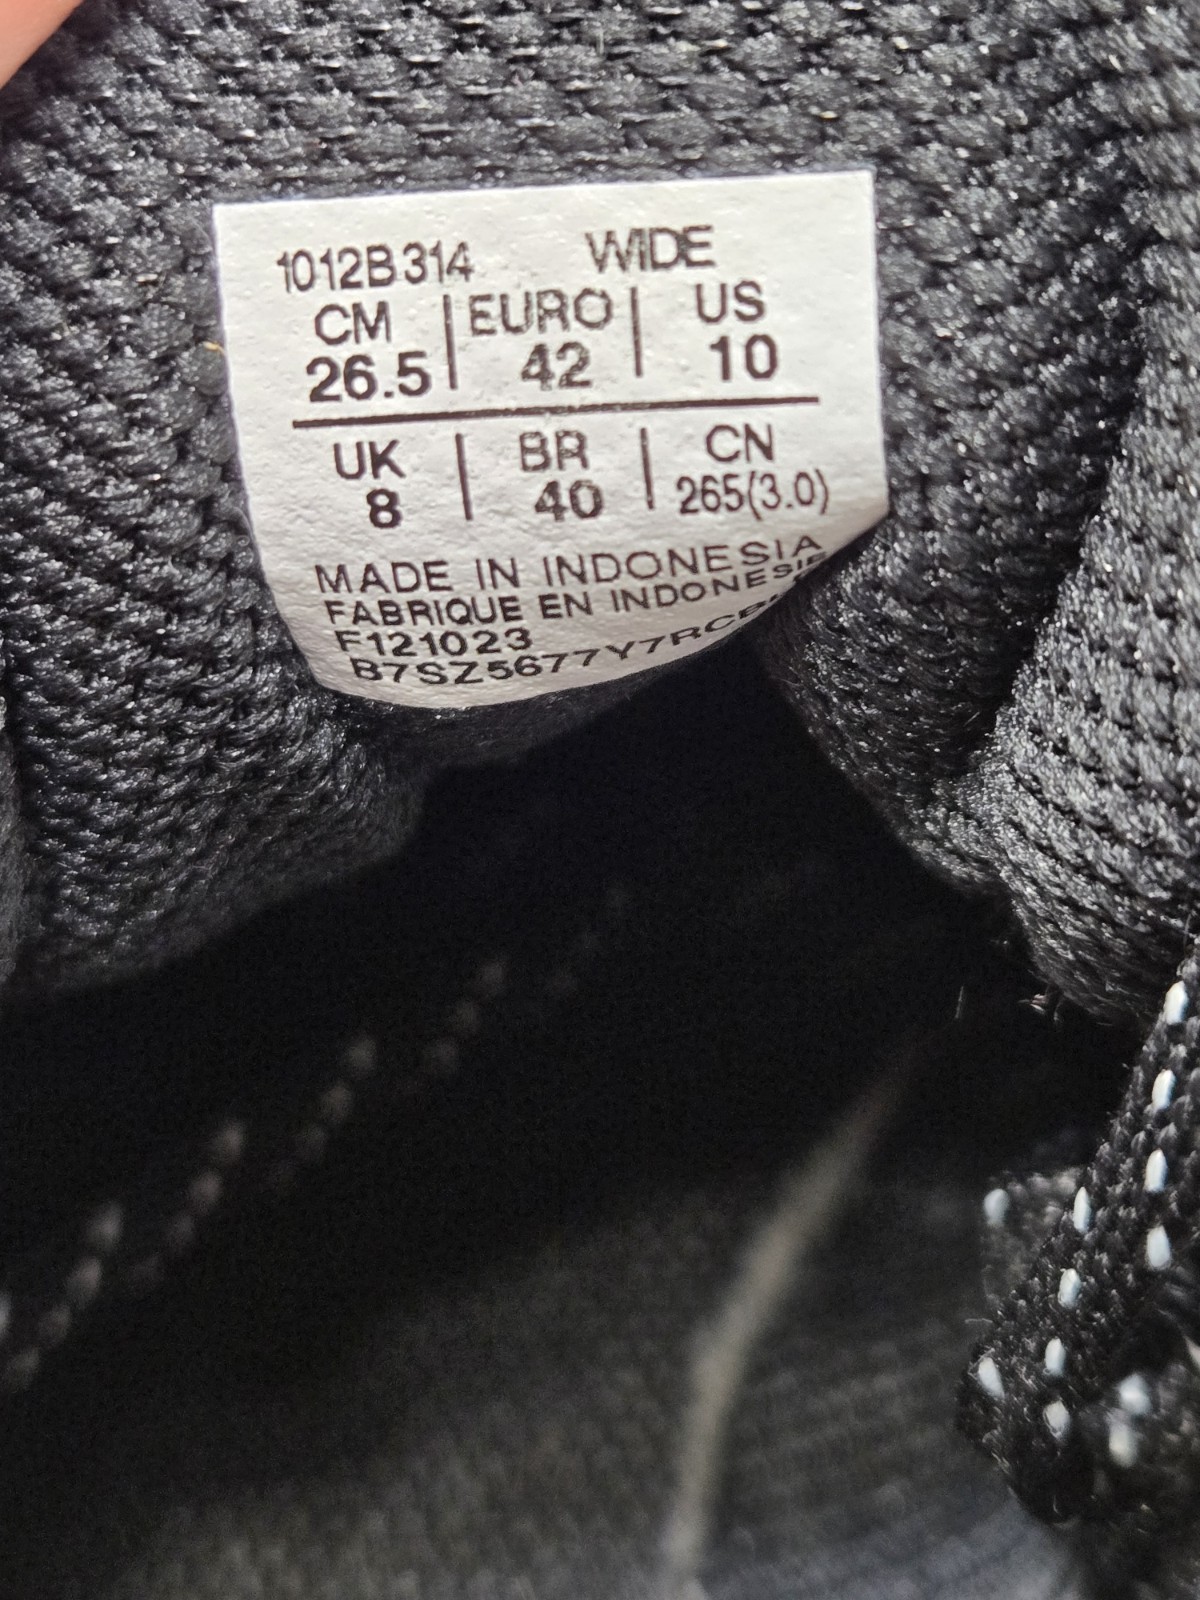 1012B314 WIDE
CM | EURO | US
26.5 | 42 | 10
UK | BR | CN
8 | 40 | 265(3.0)
MADE IN INDONESIA
FABRIQUE EN INDONESIE
F121023